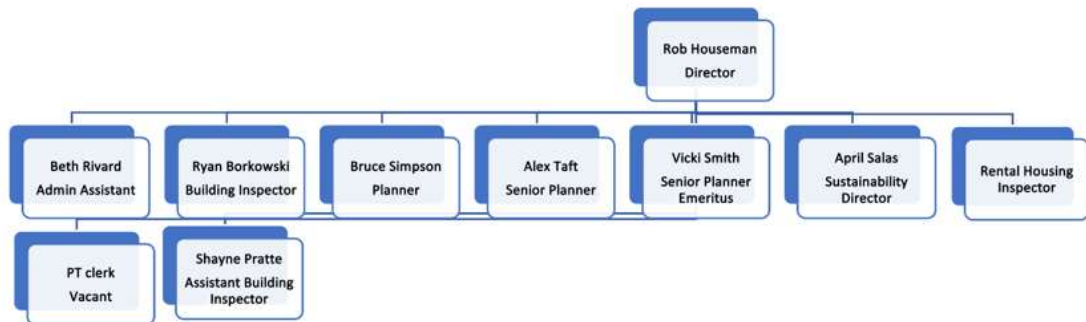 Rob Houseman
Director
Beth Rivard
Admin Assistant
Ryan Borkowski
Building Inspector
Bruce Simpson
Planner
Alex Taft
Senior Planner
Vicki Smith
Senior Planner
Emeritus
April Salas
Sustainability
Director
Rental Housing
Inspector
PT clerk
Vacant
Shayne Pratte
Assistant Building
Inspector